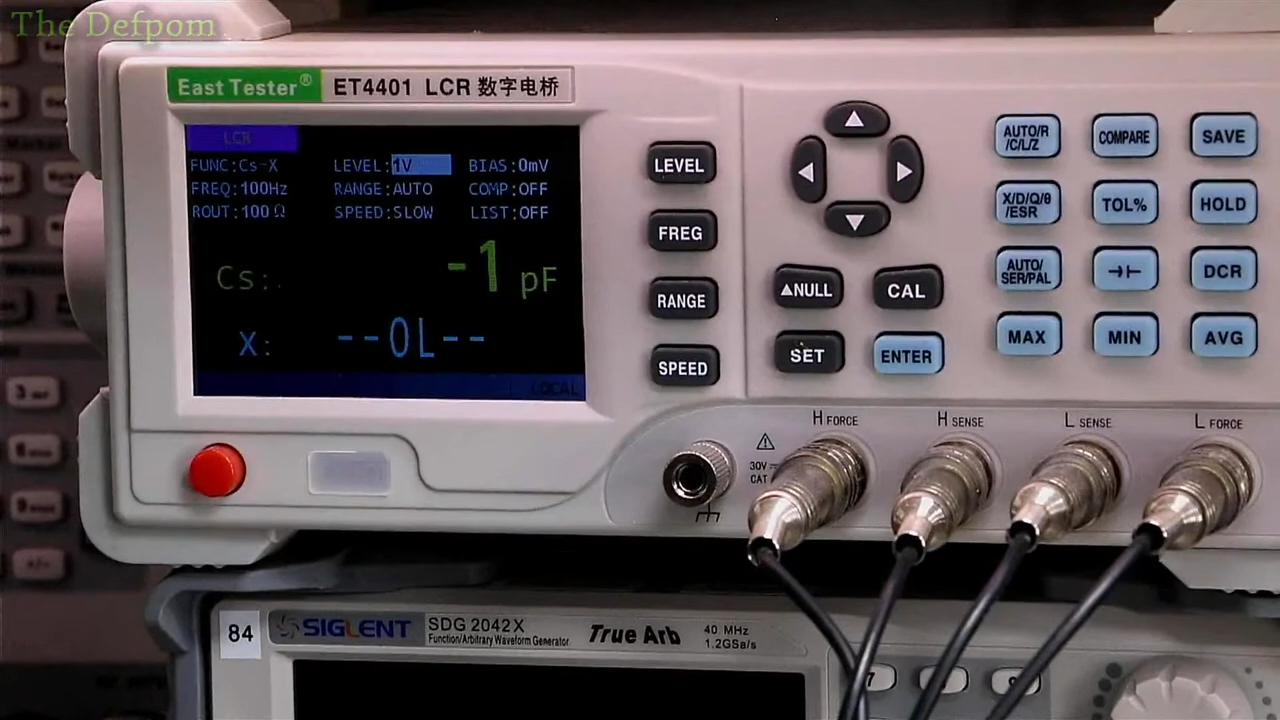 The Defpom
East Tester® ET4401 LCR 数字电桥
LCR
FUNC:Cs-X LEVEL:1V BIAS:0mV
FREQ:100Hz RANGE:AUTO COMP:OFF
ROUT:100Ω SPEED:SLOW LIST:OFF
Cs: -1 pF
X: --OL--
LOCAL
LEVEL
FREG
RANGE
SPEED
▲NULL
CAL
SET
ENTER
AUTO/R/C/L/Z
COMPARE
SAVE
X/D/Q/θ/ESR
TOL%
HOLD
AUTO/SER/PAL
DCR
MAX
MIN
AVG
H FORCE
H SENSE
L SENSE
L FORCE
30V
CAT
84
SIGLENT
SDG 2042X
Function/Arbitrary Waveform Generator
True Arb
40 MHz
1.2GSa/s
7